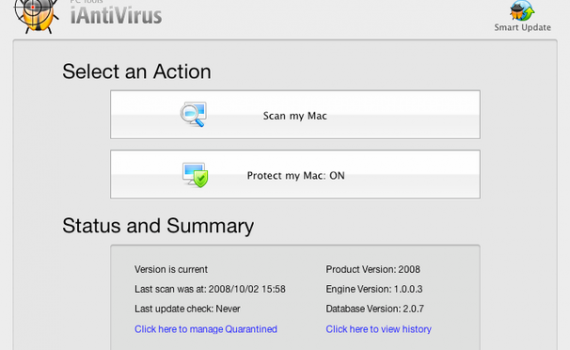 PC Tools
iAntiVirus
Smart Update
Select an Action
Scan my Mac
Protect my Mac: ON
Status and Summary
Version is current
Last scan was at: 2008/10/02 15:58
Last update check: Never
Click here to manage Quarantined
Product Version: 2008
Engine Version: 1.0.0.3
Database Version: 2.0.7
Click here to view history